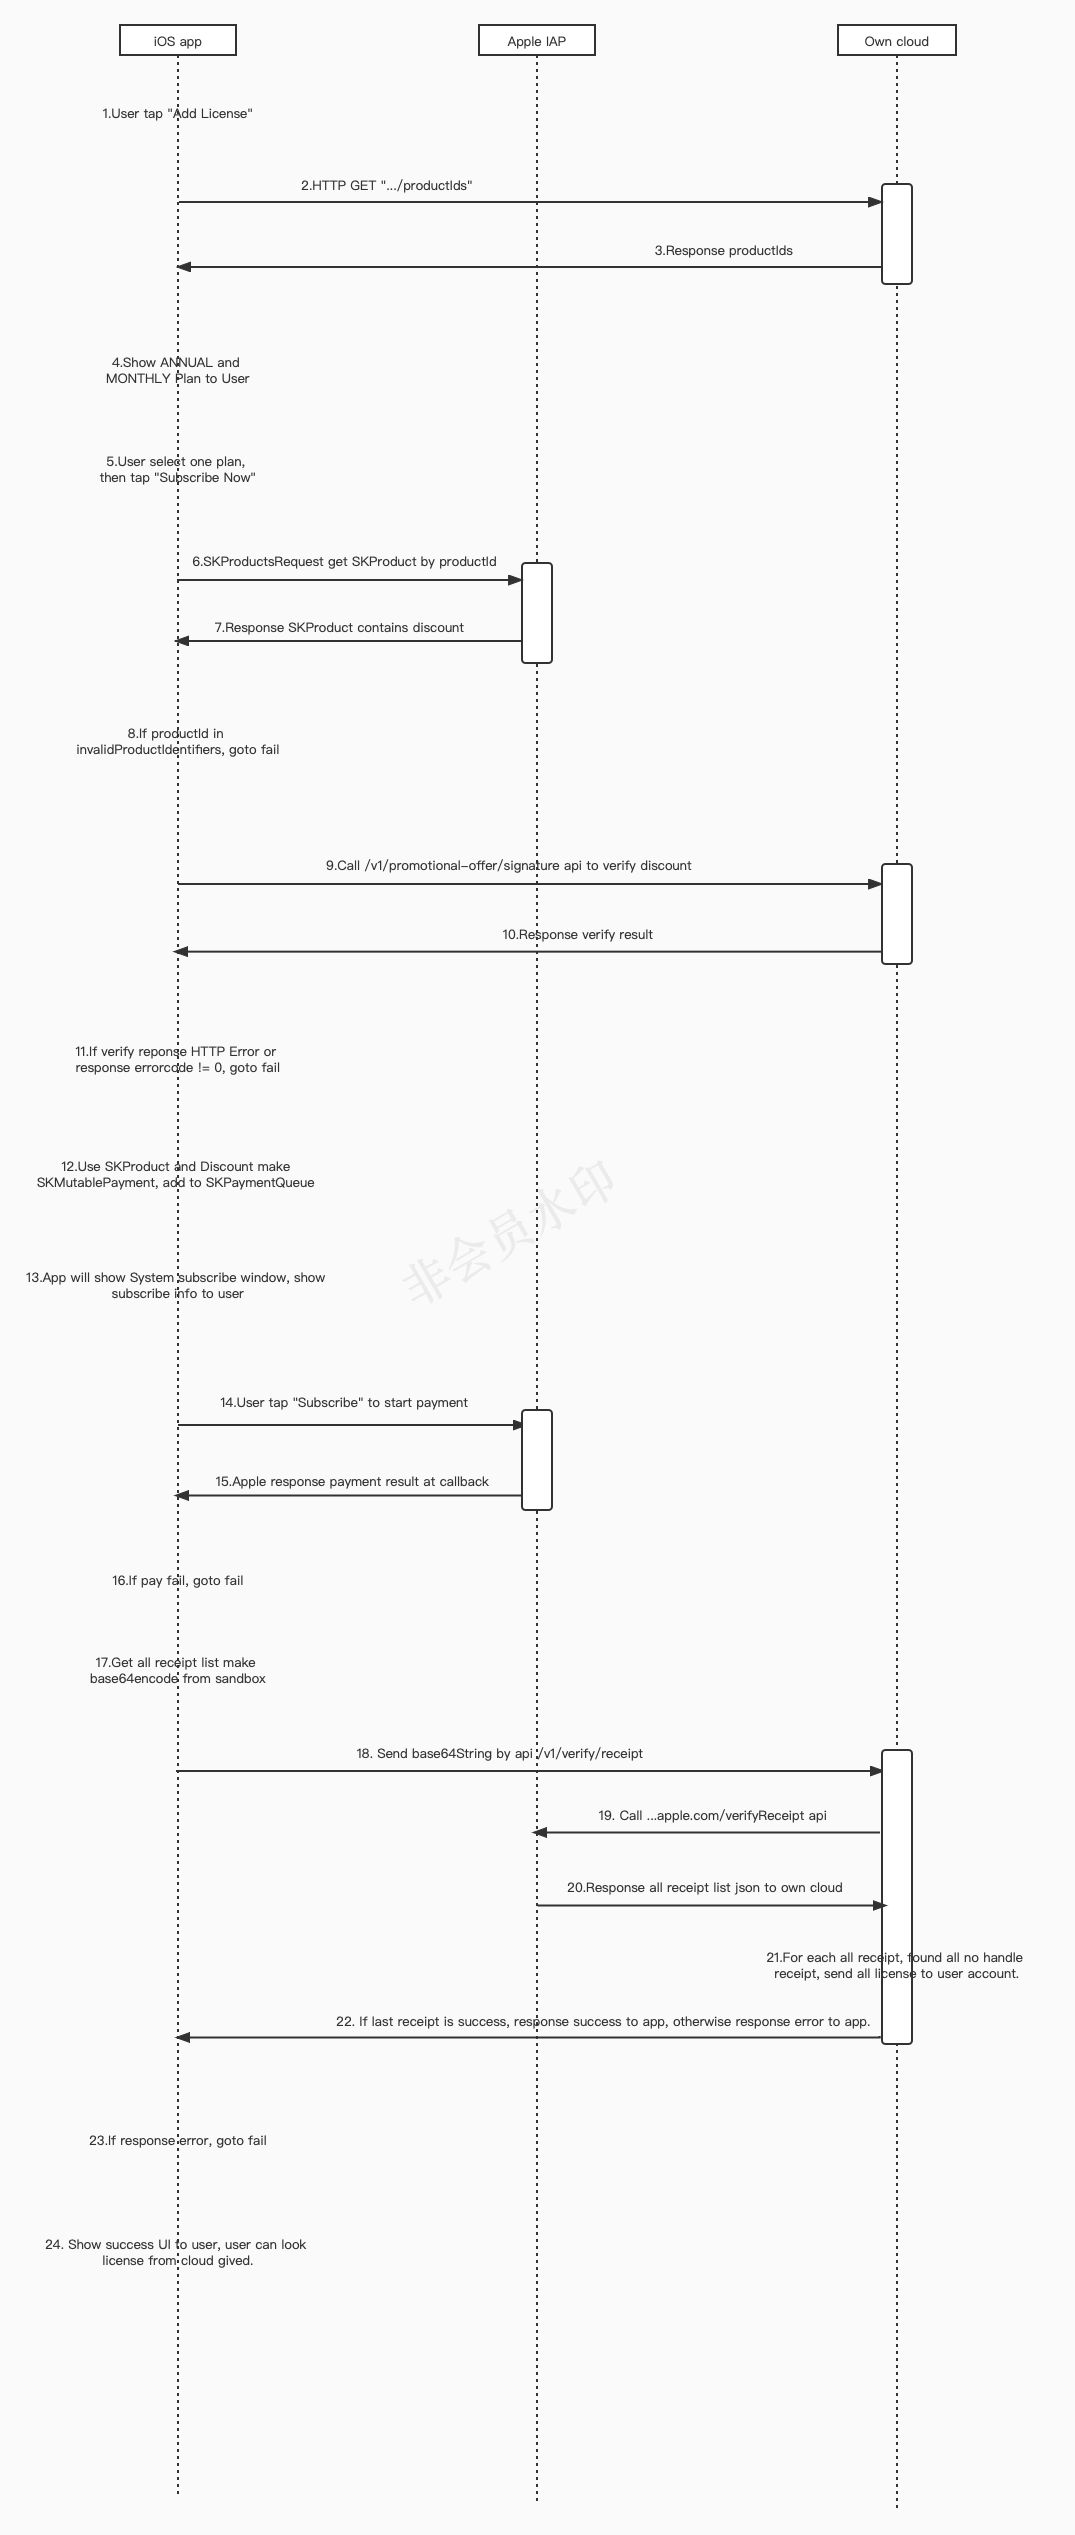 iOS app
Apple IAP
Own cloud
1.User tap "Add License"
2.HTTP GET ".../productIds"
3.Response productIds
4.Show ANNUAL and
MONTHLY Plan to User
5.User select one plan,
then tap "Subscribe Now"
6.SKProductsRequest get SKProduct by productId
7.Response SKProduct contains discount
8.If productId in
invalidProductIdentifiers, goto fail
9.Call /v1/promotional-offer/signature api to verify discount
10.Response verify result
11.If verify reponse HTTP Error or
response errorcode != 0, goto fail
12.Use SKProduct and Discount make
SKMutablePayment, add to SKPaymentQueue
非会员水印
13.App will show System subscribe window, show
subscribe info to user
14.User tap "Subscribe" to start payment
15.Apple response payment result at callback
16.If pay fail, goto fail
17.Get all receipt list make
base64encode from sandbox
18. Send base64String by api /v1/verify/receipt
19. Call ...apple.com/verifyReceipt api
20.Response all receipt list json to own cloud
21.For each all receipt, found all no handle
receipt, send all license to user account.
22. If last receipt is success, response success to app, otherwise response error to app.
23.If response error, goto fail
24. Show success UI to user, user can look
license from cloud gived.